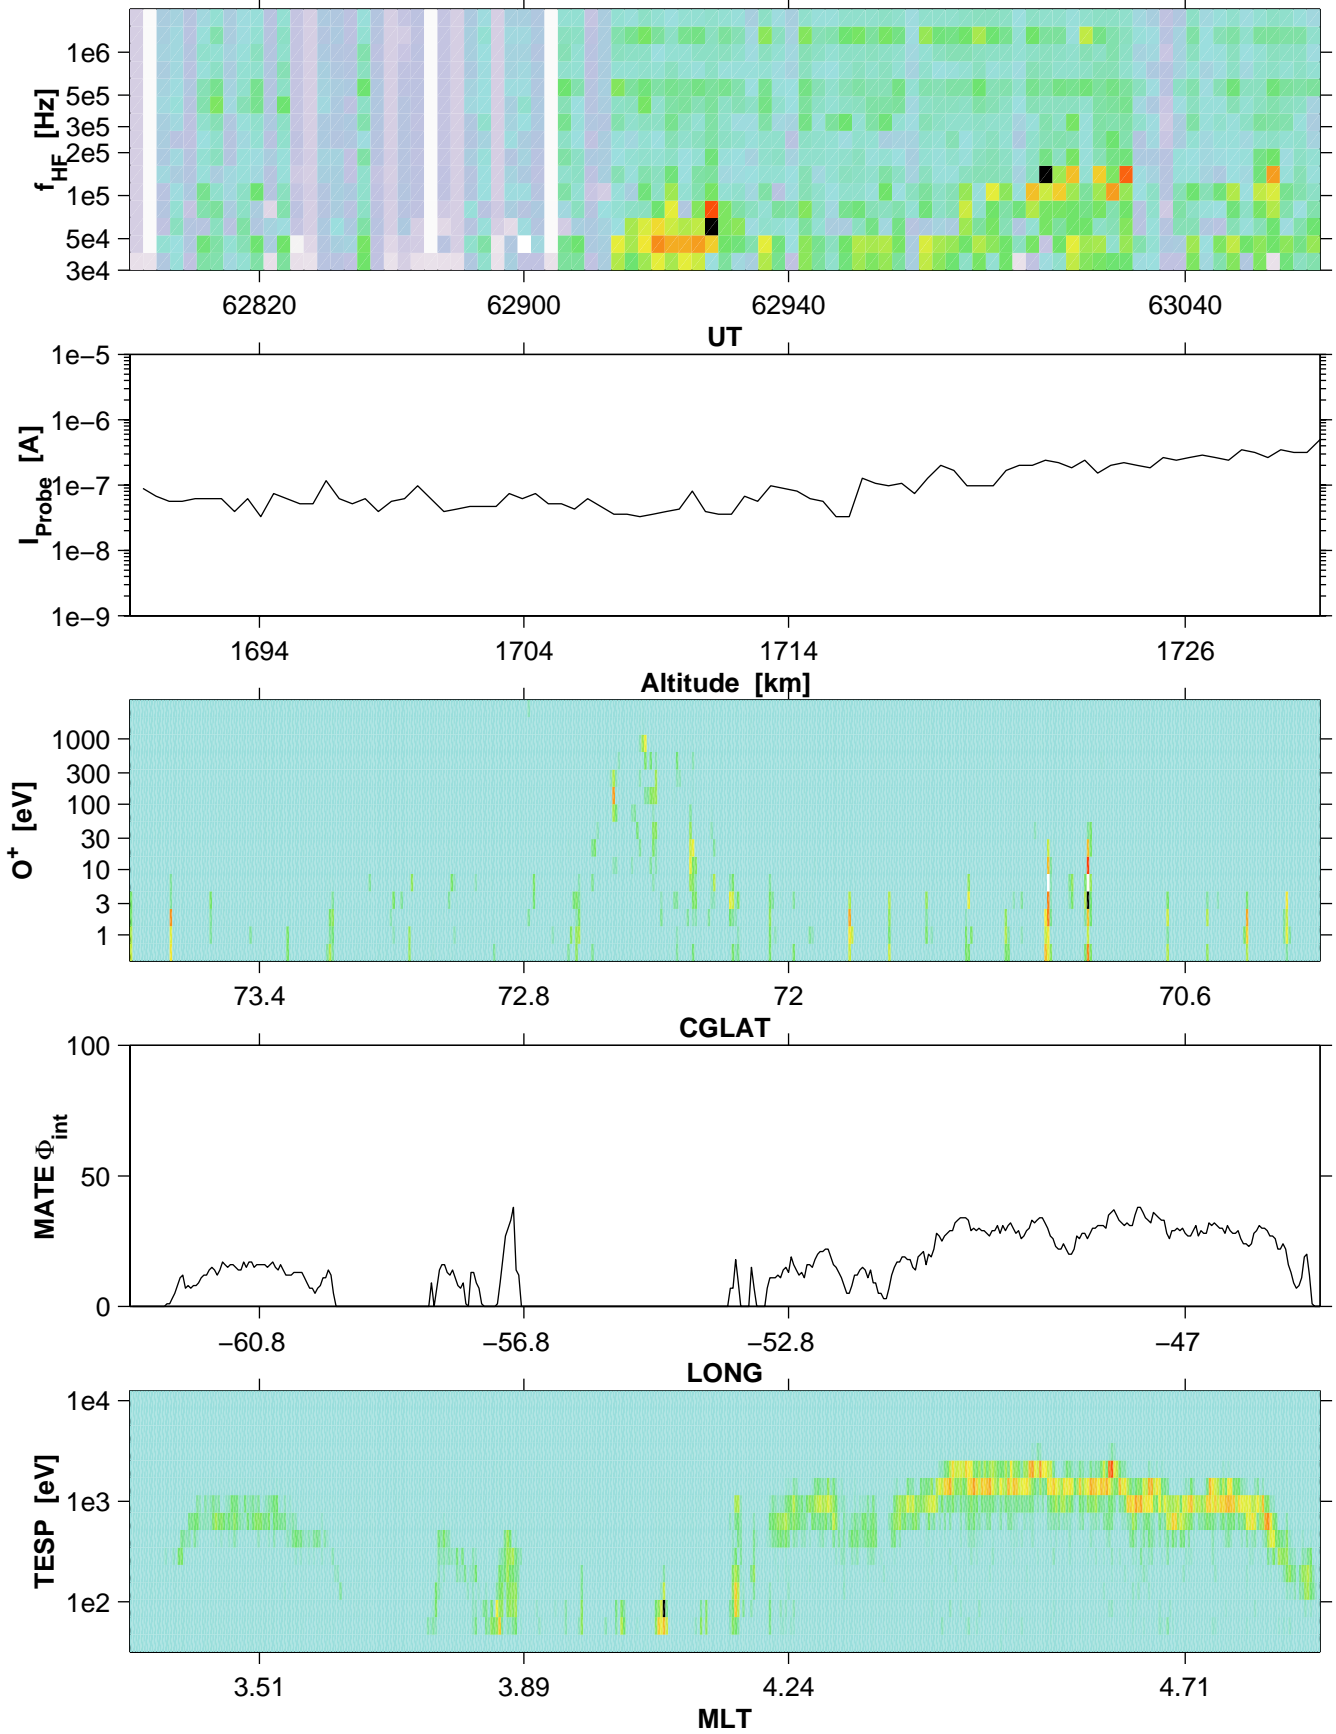 f_HF [Hz]
1e6
5e5
3e5
2e5
1e5
5e4
3e4
62820 62900 62940 63040
UT
I_Probe [A]
1e−5
1e−6
1e−7
1e−8
1e−9
1694 1704 1714 1726
Altitude [km]
O⁺ [eV]
1000
300
100
30
10
3
1
73.4 72.8 72 70.6
CGLAT
MATE Φ_int
100
50
0
−60.8 −56.8 −52.8 −47
LONG
TESP [eV]
1e4
1e3
1e2
3.51 3.89 4.24 4.71
MLT